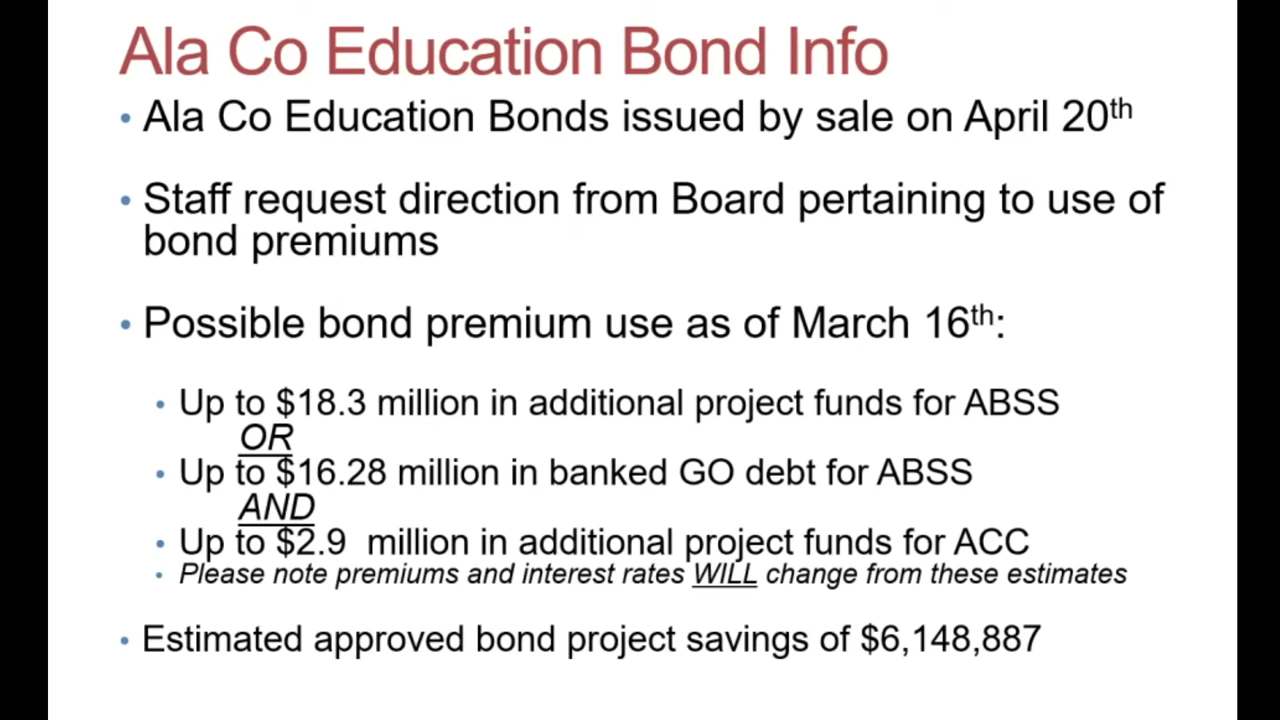 Ala Co Education Bond Info
• Ala Co Education Bonds issued by sale on April 20th
• Staff request direction from Board pertaining to use of
bond premiums
• Possible bond premium use as of March 16th:
• Up to $18.3 million in additional project funds for ABSS
OR
• Up to $16.28 million in banked GO debt for ABSS
AND
• Up to $2.9  million in additional project funds for ACC
• Please note premiums and interest rates WILL change from these estimates
• Estimated approved bond project savings of $6,148,887